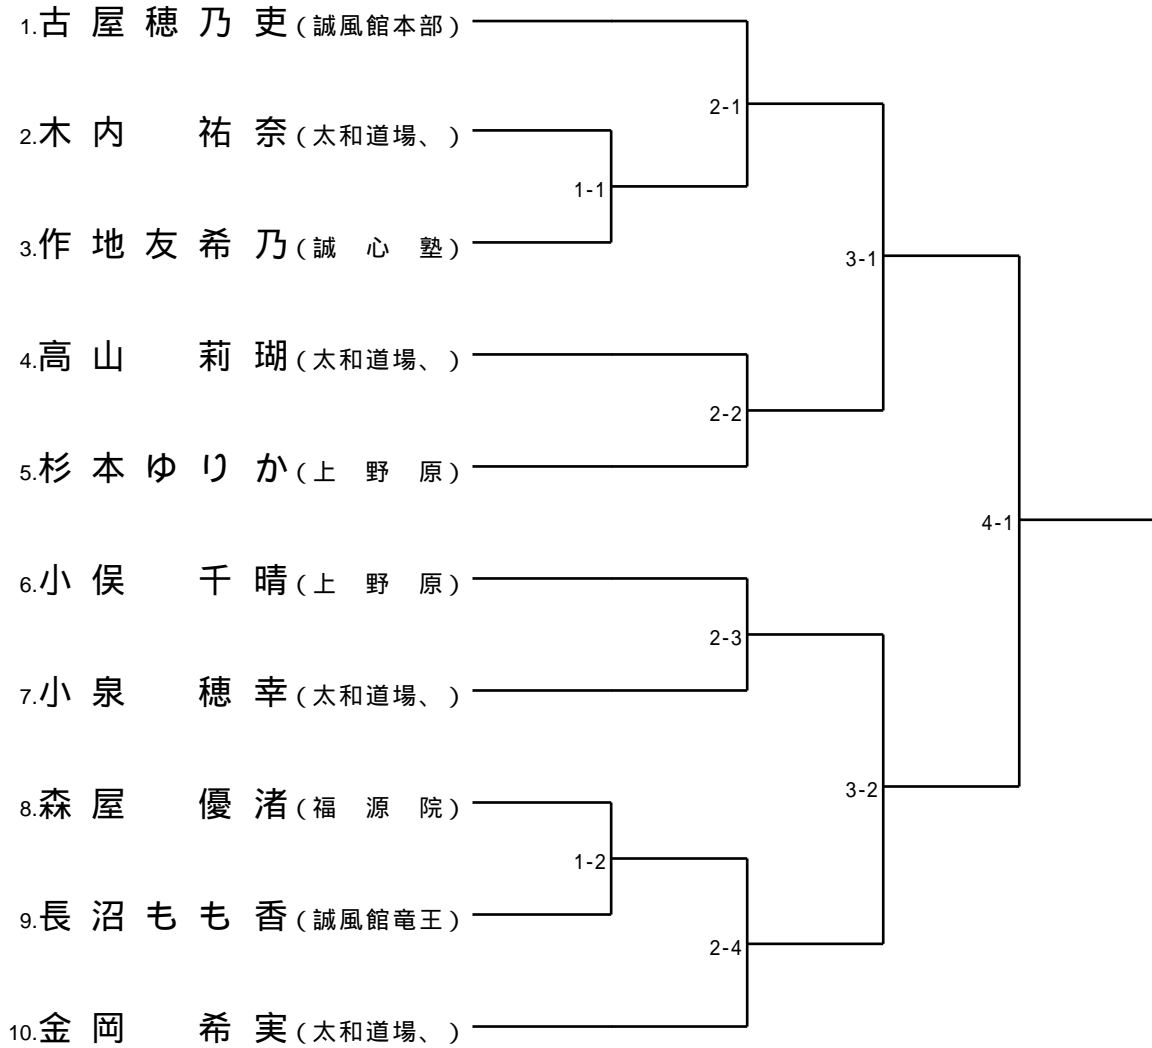 1.古屋穂乃吏(誠風館本部)
2-1
2.木内 祐奈(太和道場、)
1-1
3.作地友希乃(誠心塾)
3-1
4.高山 莉瑚(太和道場、)
2-2
5.杉本ゆりか(上野原)
4-1
6.小俣 千晴(上野原)
2-3
7.小泉 穂幸(太和道場、)
3-2
8.森屋 優渚(福源院)
1-2
9.長沼もも香(誠風館竜王)
2-4
10.金岡 希実(太和道場、)